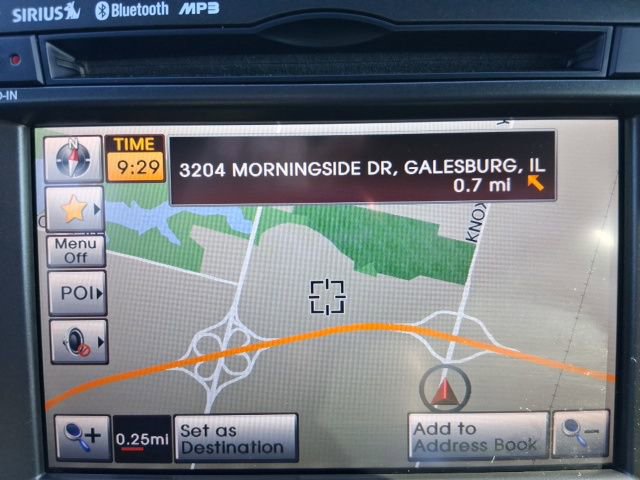 SIRIUS Bluetooth MP3
D-IN
N
TIME
9:29
3204 MORNINGSIDE DR, GALESBURG, IL
0.7 mi
KNOX
Menu
Off
POI
0.25mi
Set as
Destination
Add to
Address Book